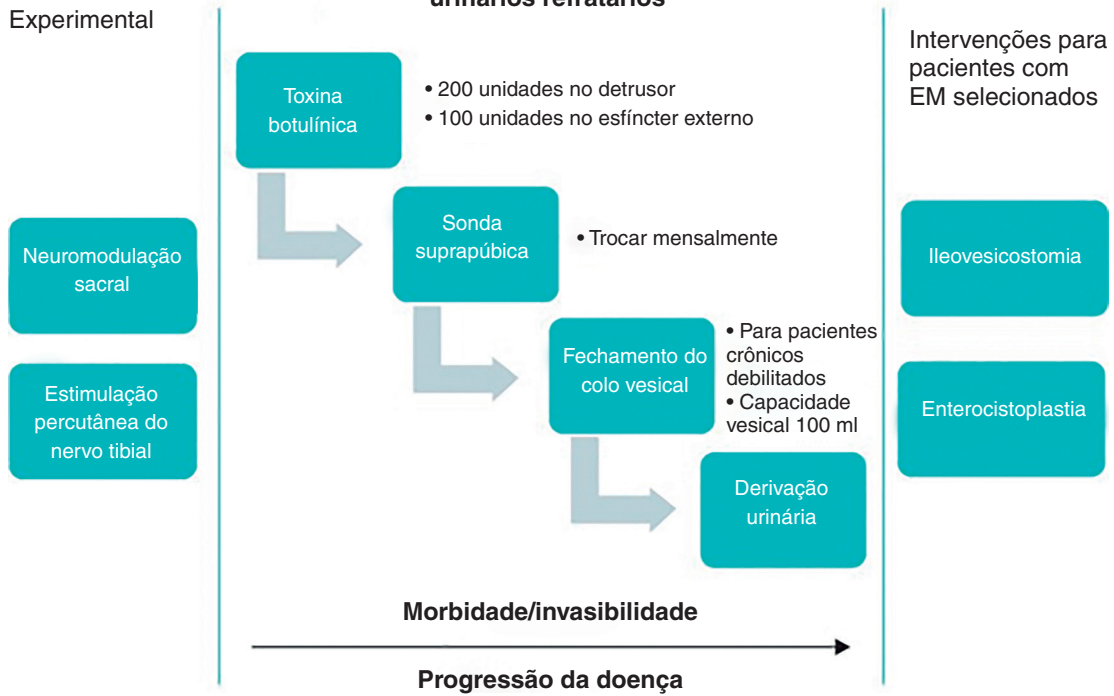 urinários refratários
Experimental
Intervenções para
pacientes com
EM selecionados
Toxina
botulínica
• 200 unidades no detrusor
• 100 unidades no esfíncter externo
Neuromodulação
sacral
Sonda
suprapúbica
• Trocar mensalmente
Ileovesicostomia
Estimulação
percutânea do
nervo tibial
Fechamento do
colo vesical
• Para pacientes
crônicos
debilitados
• Capacidade
vesical 100 ml
Enterocistoplastia
Derivação
urinária
Morbidade/invasibilidade
Progressão da doença